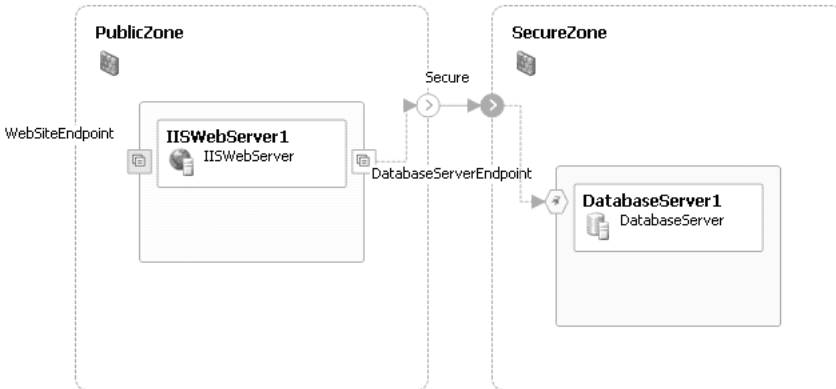 PublicZone
SecureZone
Secure
WebSiteEndpoint
IISWebServer1
IISWebServer
DatabaseServerEndpoint
DatabaseServer1
DatabaseServer